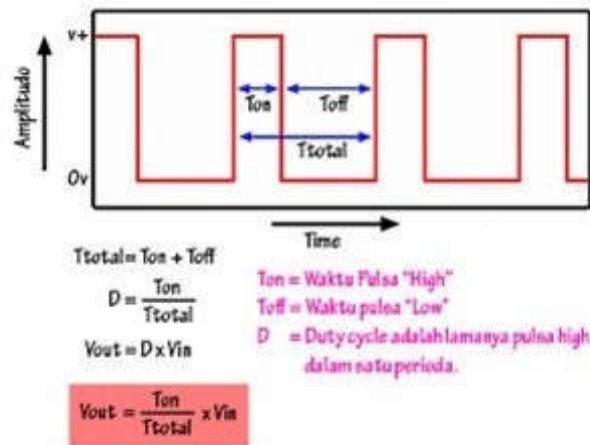 V+
Amplitudo
0v
Ton
Toff
Ttotal
Time
Ttotal = Ton + Toff
D = Ton
Ttotal
Vout = D x Vin
Vout = Ton x Vin
Ttotal
Ton = Waktu Pulsa "High"
Toff = Waktu pulsa "Low"
D = Duty cycle adalah lamanya pulsa high
dalam satu perioda.